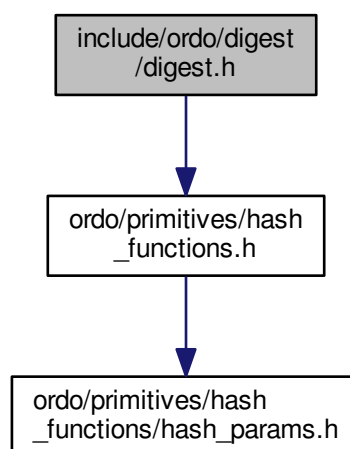 include/ordo/digest
/digest.h
ordo/primitives/hash
_functions.h
ordo/primitives/hash
_functions/hash_params.h